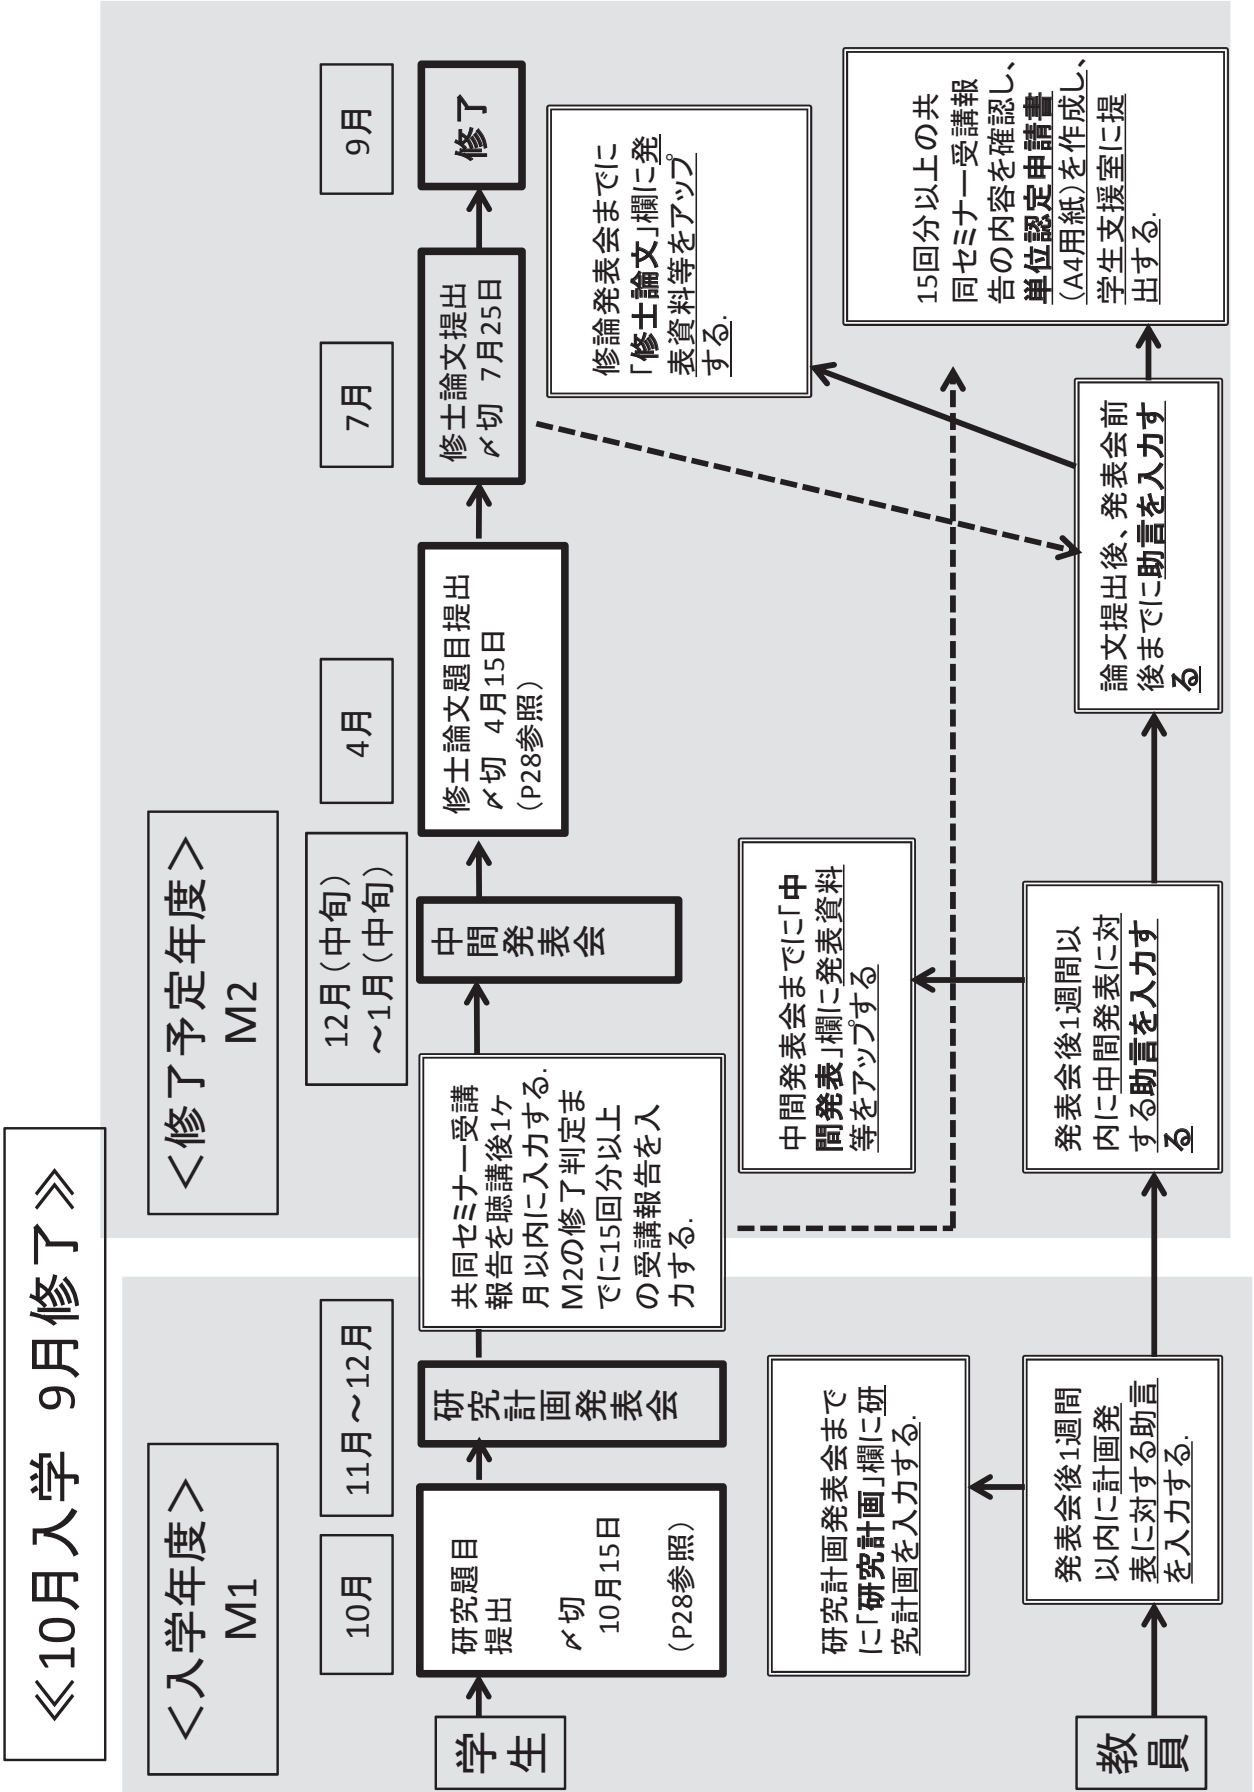 ≪10月入学 9月修了≫
＜入学年度＞
M1
＜修了予定年度＞
M2
10月
11月～12月
12月（中旬）
～1月（中旬）
4月
7月
9月
学
生
研究題目
提出
〆切
10月15日
（P28参照）
研究計画発表会
共同セミナー受講
報告を聴講後1ヶ
月以内に入力する.
M2の修了判定ま
でに15回分以上
の受講報告を入
力する.
中間発表会
修士論文題目提出
〆切 4月15日
（P28参照）
修士論文提出
〆切 7月25日
修了
研究計画発表会まで
に「研究計画」欄に研
究計画を入力する.
中間発表会までに「中
間発表」欄に発表資料
等をアップする
修論発表会までに
「修士論文」欄に発
表資料等をアップ
する.
教
員
発表会後1週間
以内に計画発
表に対する助言
を入力する.
発表会後1週間以
内に中間発表に対
する助言を入力す
る
論文提出後、発表会前
後までに助言を入力す
る
15回分以上の共
同セミナー受講報
告の内容を確認し、
単位認定申請書
（A4用紙）を作成し、
学生支援室に提
出する.